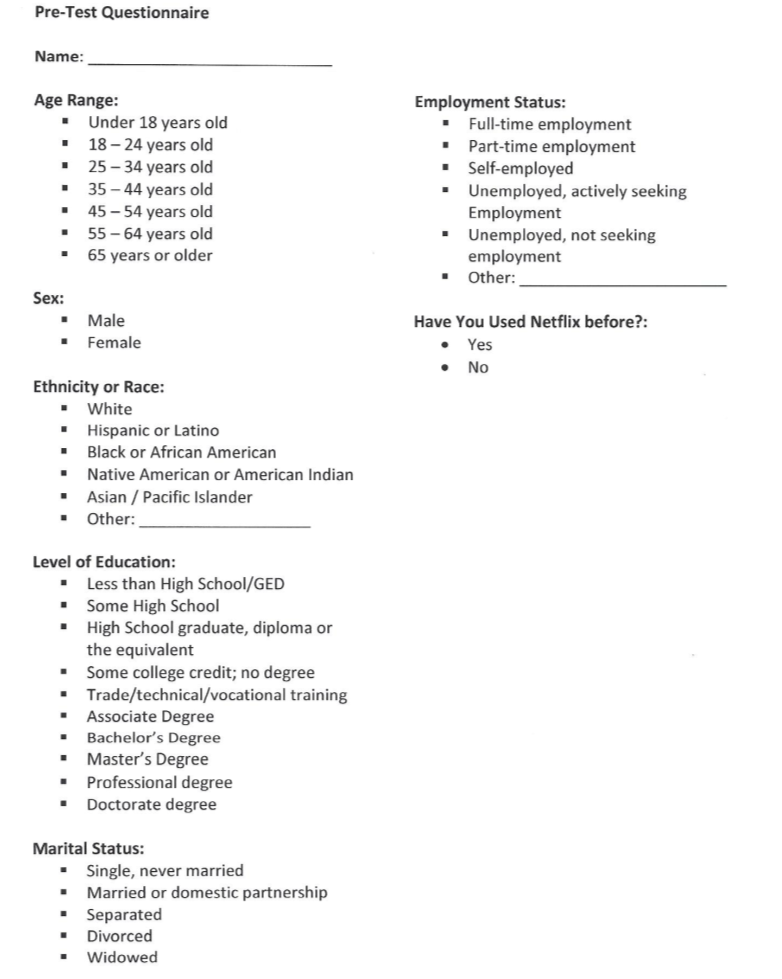 Pre-Test Questionnaire
Name: ____________________
Age Range:
▪ Under 18 years old
▪ 18 – 24 years old
▪ 25 – 34 years old
▪ 35 – 44 years old
▪ 45 – 54 years old
▪ 55 – 64 years old
▪ 65 years or older
Sex:
▪ Male
▪ Female
Ethnicity or Race:
▪ White
▪ Hispanic or Latino
▪ Black or African American
▪ Native American or American Indian
▪ Asian / Pacific Islander
▪ Other: ____________________
Level of Education:
▪ Less than High School/GED
▪ Some High School
▪ High School graduate, diploma or
the equivalent
▪ Some college credit; no degree
▪ Trade/technical/vocational training
▪ Associate Degree
▪ Bachelor's Degree
▪ Master's Degree
▪ Professional degree
▪ Doctorate degree
Marital Status:
▪ Single, never married
▪ Married or domestic partnership
▪ Separated
▪ Divorced
▪ Widowed
Employment Status:
▪ Full-time employment
▪ Part-time employment
▪ Self-employed
▪ Unemployed, actively seeking
Employment
▪ Unemployed, not seeking
employment
▪ Other: ____________________
Have You Used Netflix before?:
• Yes
• No